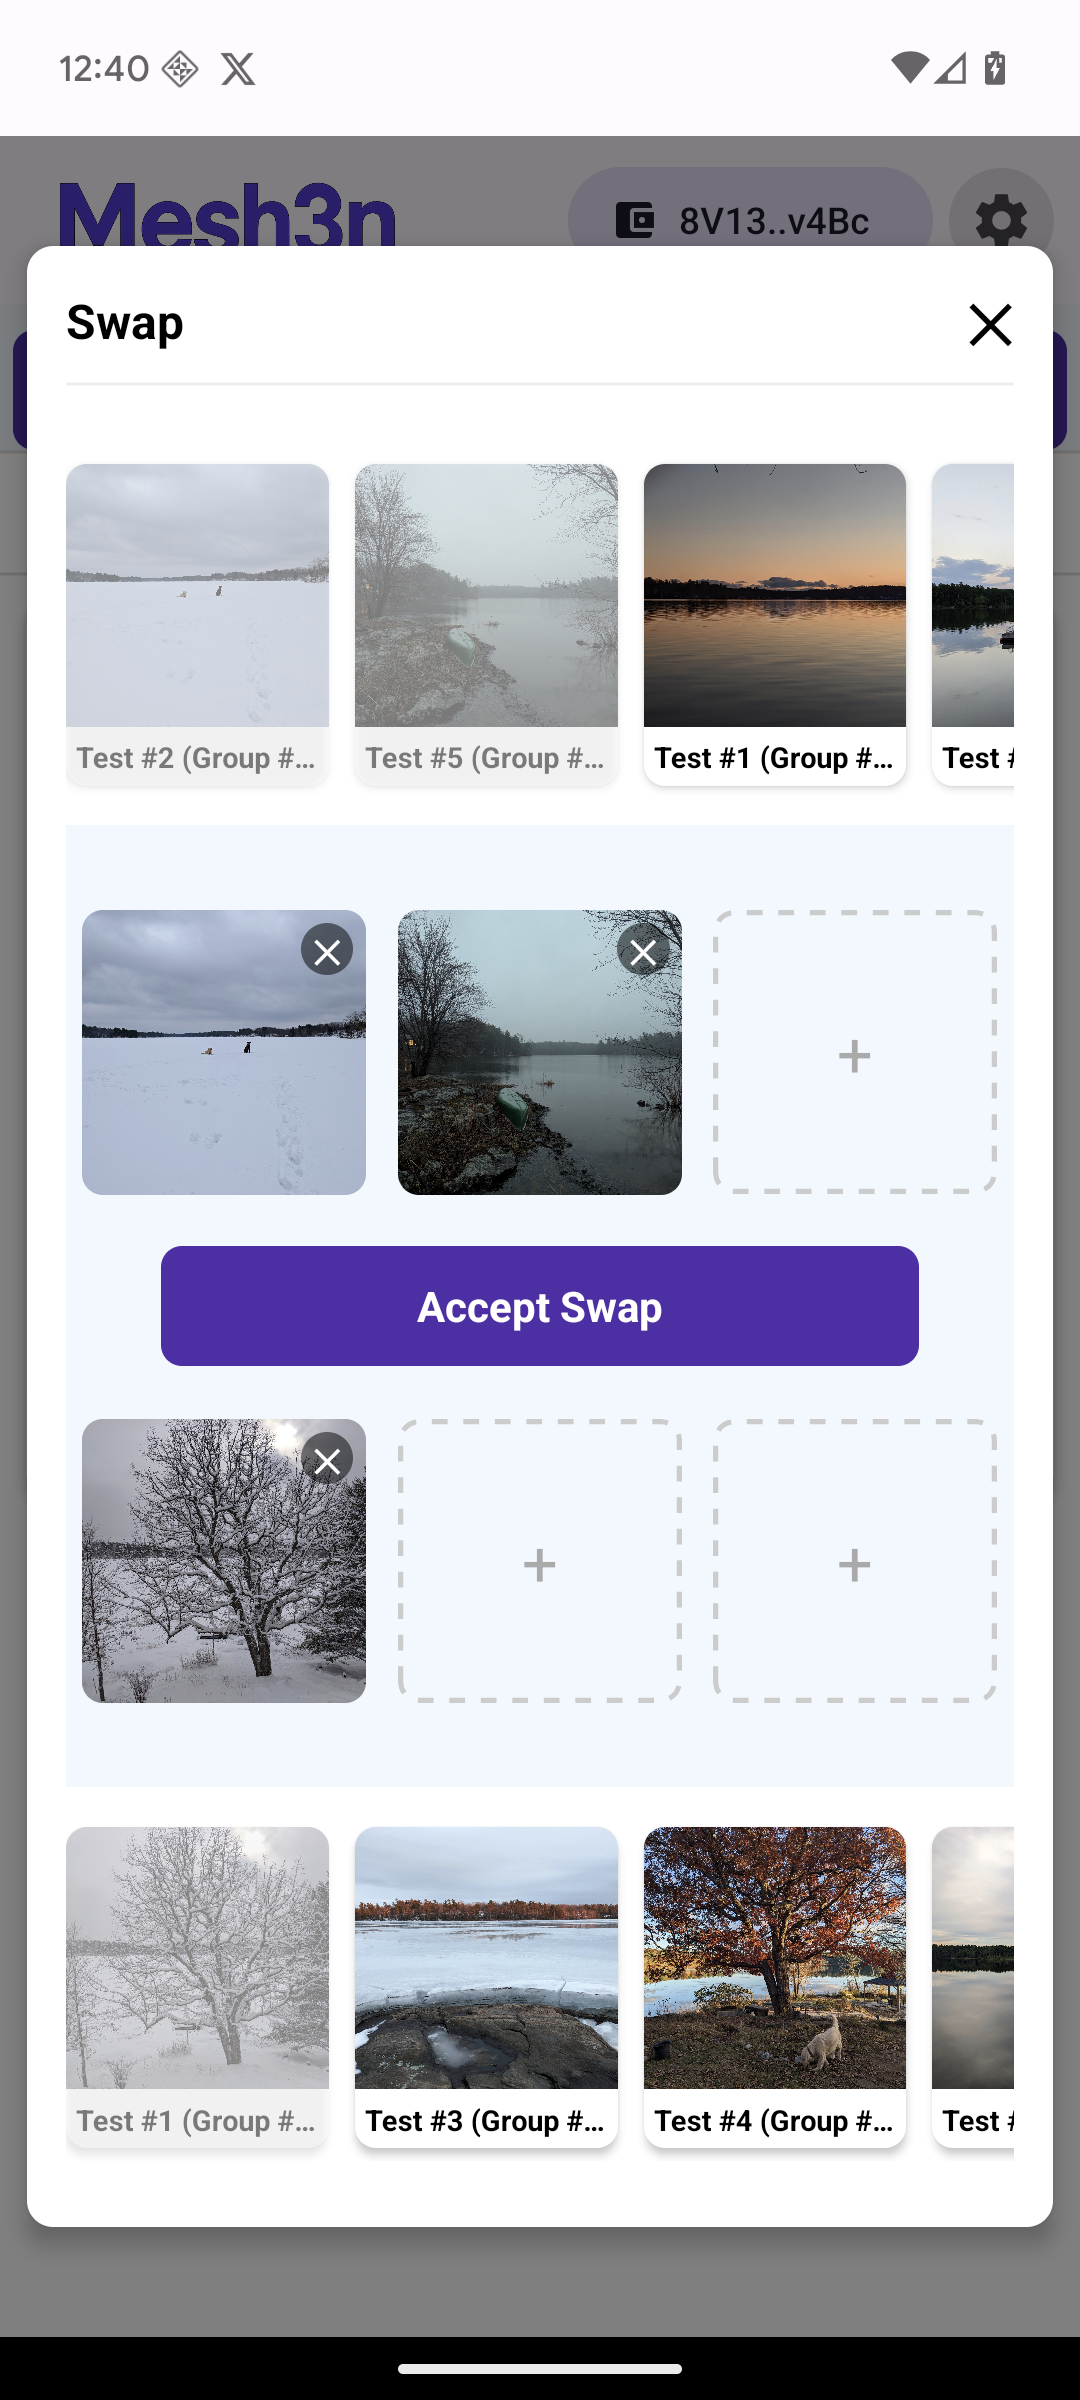 12:40
Mesh3n
8V13..v4Bc
Swap
Test #2 (Group #...
Test #5 (Group #...
Test #1 (Group #...
Test #
Accept Swap
Test #1 (Group #...
Test #3 (Group #...
Test #4 (Group #...
Test #